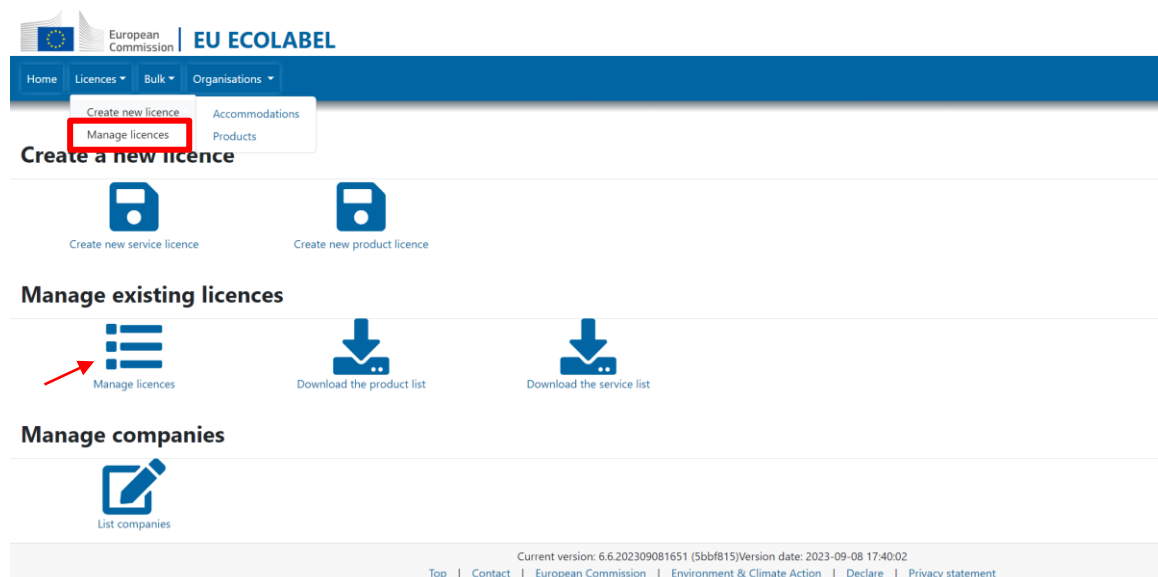 European
Commission
EU ECOLABEL
Home Licences Bulk Organisations
Create new licence Accommodations
Manage licences Products
Create a new licence
Create new service licence Create new product licence
Manage existing licences
Manage licences Download the product list Download the service list
Manage companies
List companies
Current version: 6.6.202309081651 (5bbf815)Version date: 2023-09-08 17:40:02
Top | Contact | European Commission | Environment & Climate Action | Declare | Privacy statement